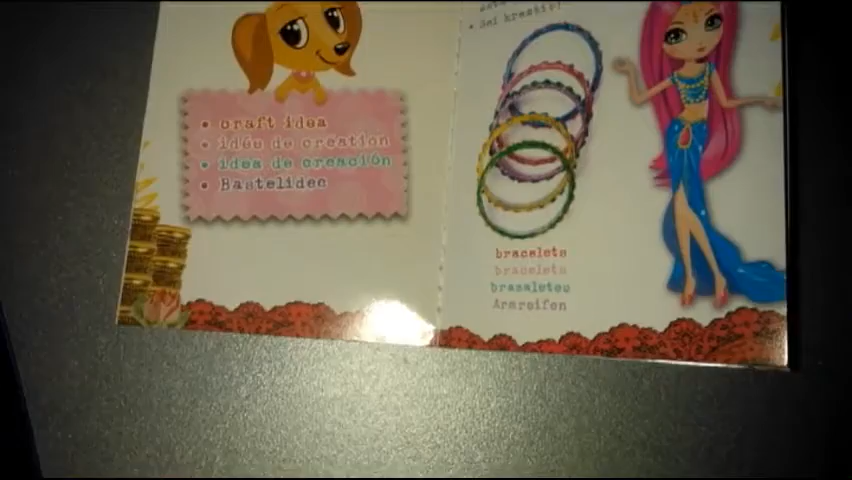 • craft idea
• idée de création
• idea de creación
• Bastelidee
bracelets
bracelets
brazaletes
Armreifen